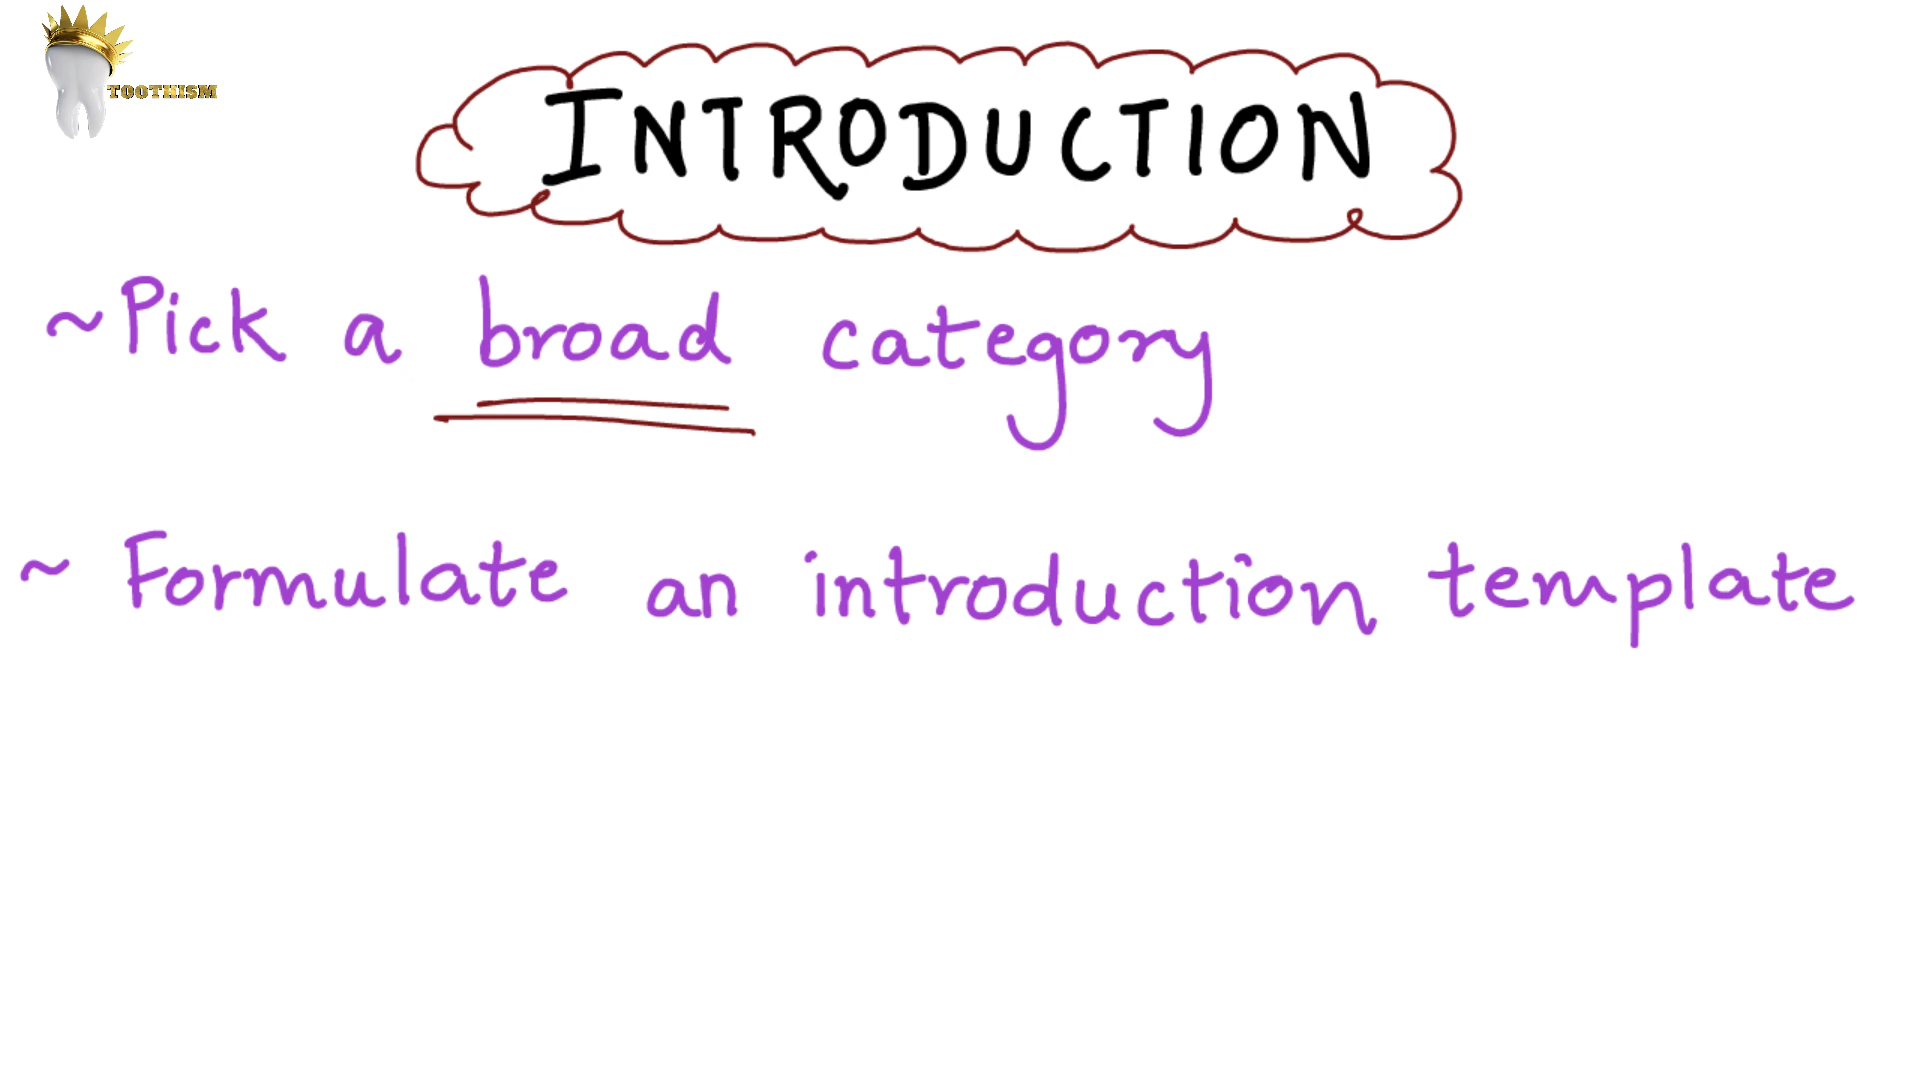 TOOTHISM
INTRODUCTION
~Pick a broad category
~ Formulate an introduction template